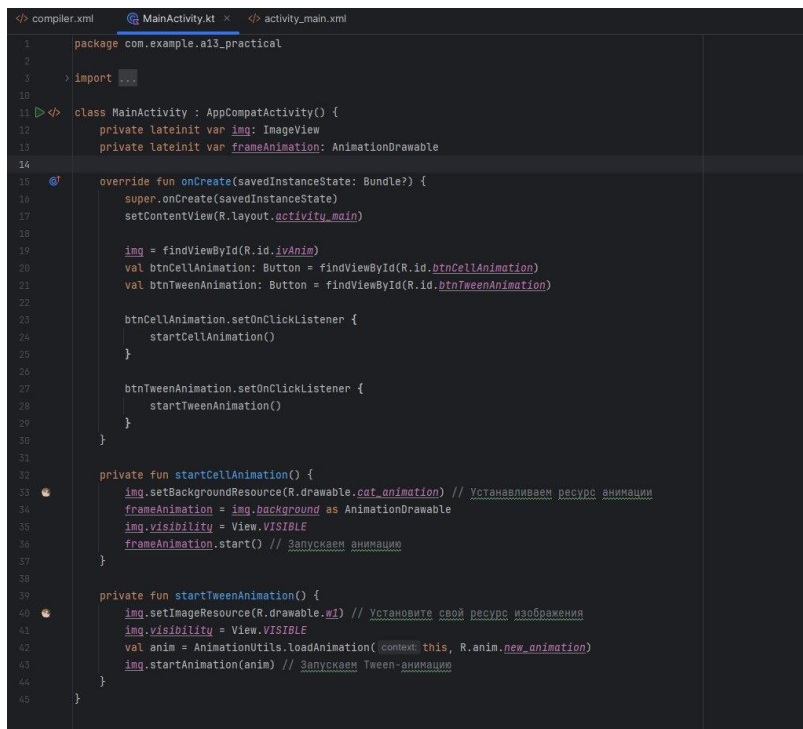 compiler.xml MainActivity.kt × activity_main.xml
1 package com.example.a13_practical
2
3 > import ...
10
11 class MainActivity : AppCompatActivity() {
12 private lateinit var img: ImageView
13 private lateinit var frameAnimation: AnimationDrawable
14
15 override fun onCreate(savedInstanceState: Bundle?) {
16 super.onCreate(savedInstanceState)
17 setContentView(R.layout.activity_main)
18
19 img = findViewById(R.id.ivAnim)
20 val btnCellAnimation: Button = findViewById(R.id.btnCellAnimation)
21 val btnTweenAnimation: Button = findViewById(R.id.btnTweenAnimation)
22
23 btnCellAnimation.setOnClickListener {
24 startCellAnimation()
25 }
26
27 btnTweenAnimation.setOnClickListener {
28 startTweenAnimation()
29 }
30 }
31
32 private fun startCellAnimation() {
33 img.setBackgroundResource(R.drawable.cat_animation) // Устанавливаем ресурс анимации
34 frameAnimation = img.background as AnimationDrawable
35 img.visibility = View.VISIBLE
36 frameAnimation.start() // Запускаем анимацию
37 }
38
39 private fun startTweenAnimation() {
40 img.setImageResource(R.drawable.w1) // Установите свой ресурс изображения
41 img.visibility = View.VISIBLE
42 val anim = AnimationUtils.loadAnimation( context: this, R.anim.new_animation)
43 img.startAnimation(anim) // Запускаем Tween-анимацию
44 }
45 }